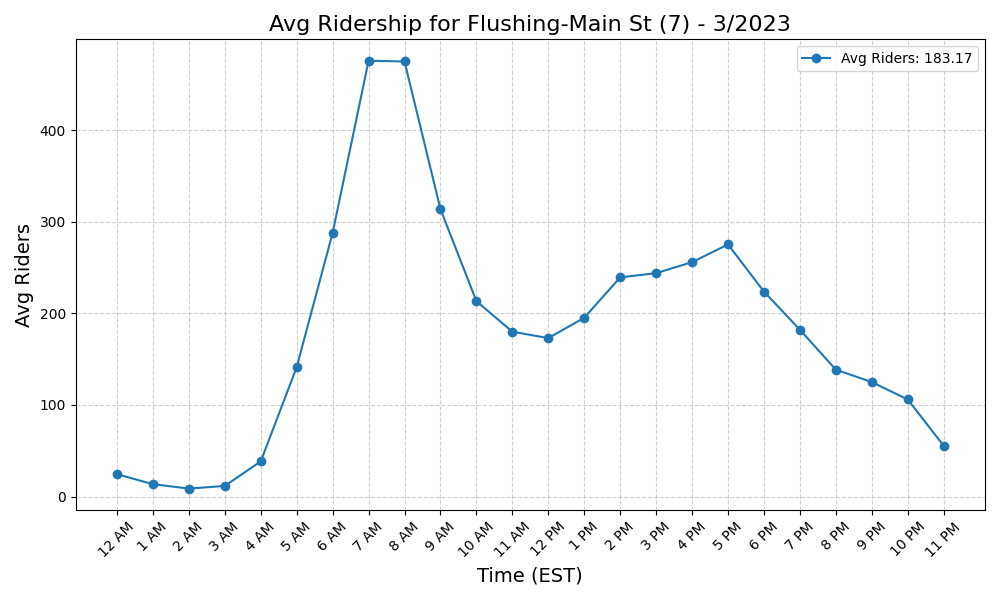 Avg Ridership for Flushing-Main St (7) - 3/2023
Avg Riders: 183.17
Avg Riders
400
300
200
100
0
12 AM
1 AM
2 AM
3 AM
4 AM
5 AM
6 AM
7 AM
8 AM
9 AM
10 AM
11 AM
12 PM
1 PM
2 PM
3 PM
4 PM
5 PM
6 PM
7 PM
8 PM
9 PM
10 PM
11 PM
Time (EST)